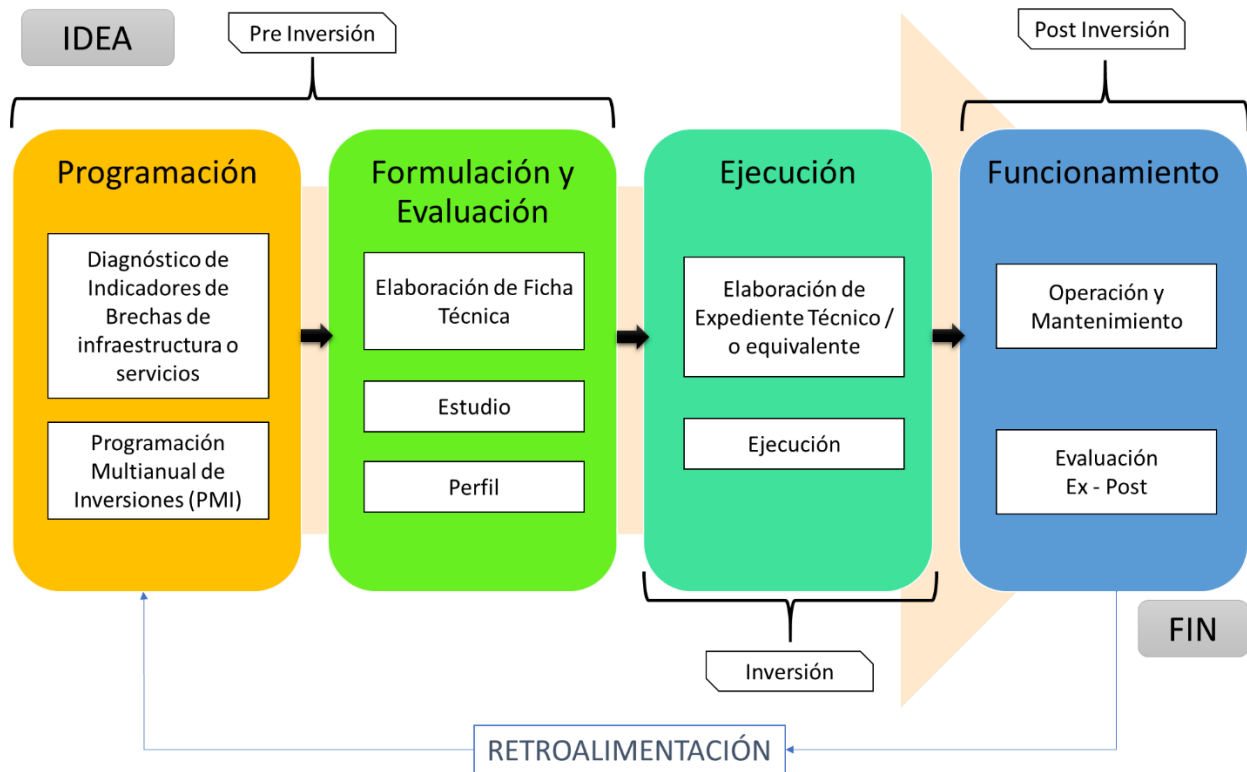 IDEA
Pre Inversión
Post Inversión
Programación
Diagnóstico de
Indicadores de
Brechas de
infraestructura o
servicios
Programación
Multianual de
Inversiones (PMI)
Formulación y
Evaluación
Elaboración de Ficha
Técnica
Estudio
Perfil
Ejecución
Elaboración de
Expediente Técnico /
o equivalente
Ejecución
Funcionamiento
Operación y
Mantenimiento
Evaluación
Ex - Post
Inversión
FIN
RETROALIMENTACIÓN